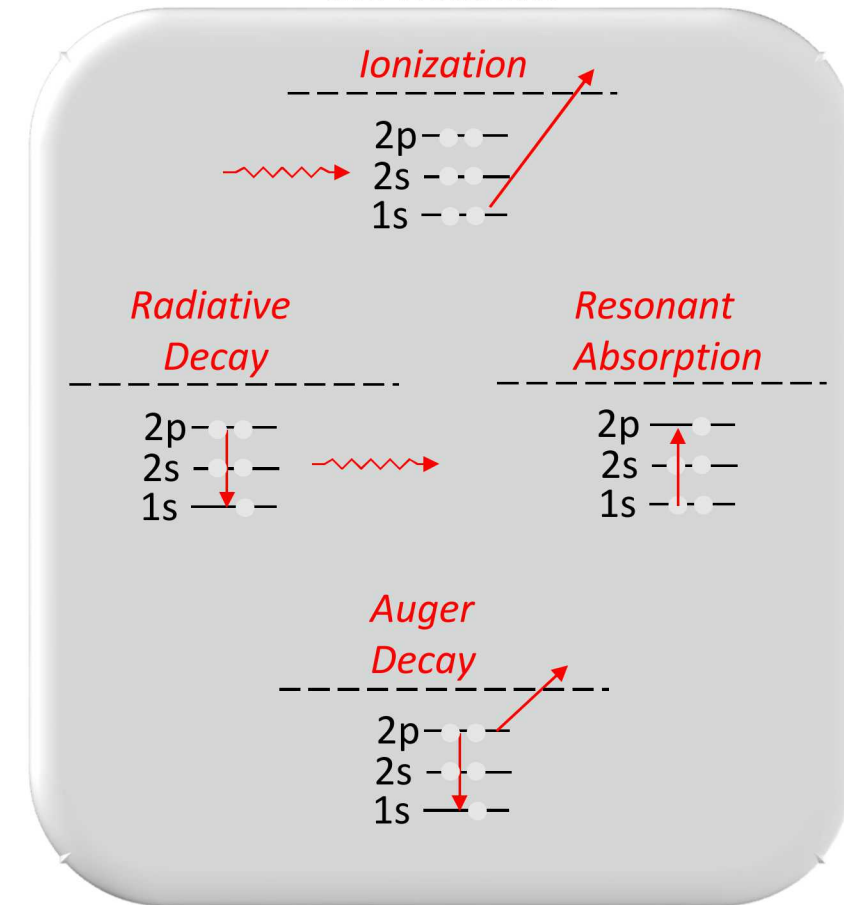 Ionization
2p
2s
1s
Radiative
Decay
2p
2s
1s
Resonant
Absorption
2p
2s
1s
Auger
Decay
2p
2s
1s